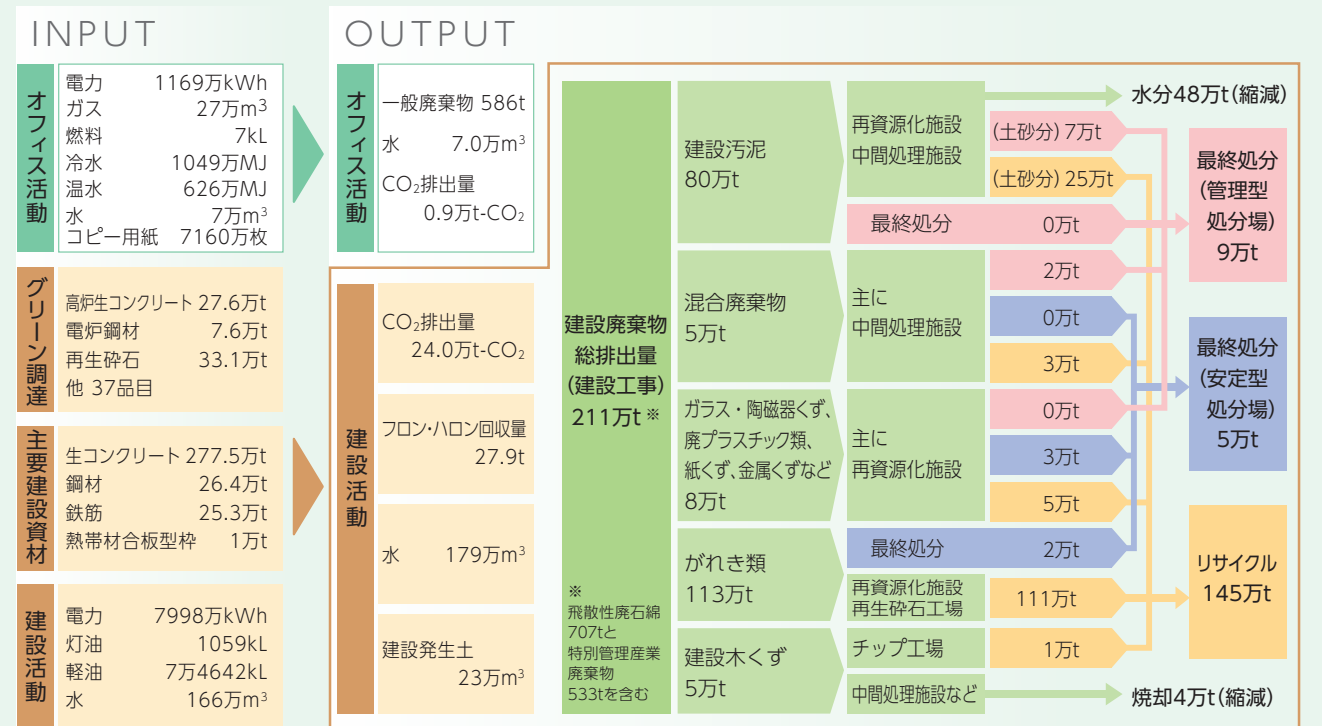 INPUT
オフィス活動
電力 1169万kWh
ガス 27万m³
燃料 7kL
冷水 1049万MJ
温水 626万MJ
水 7万m³
コピー用紙 7160万枚
グリーン調達
高炉生コンクリート 27.6万t
電炉鋼材 7.6万t
再生砕石 33.1万t
他 37品目
主要建設資材
生コンクリート 277.5万t
鋼材 26.4万t
鉄筋 25.3万t
熱帯材合板型枠 1万t
建設活動
電力 7998万kWh
灯油 1059kL
軽油 7万4642kL
水 166万m³
OUTPUT
オフィス活動
一般廃棄物 586t
水 7.0万m³
CO₂排出量
0.9万t-CO₂
建設活動
CO₂排出量
24.0万t-CO₂
フロン・ハロン回収量
27.9t
水 179万m³
建設発生土
23万m³
建設廃棄物
総排出量
(建設工事)
211万t※
※
飛散性廃石綿
707tと
特別管理産業
廃棄物
533tを含む
建設汚泥
80万t
再資源化施設
中間処理施設
水分48万t(縮減)
(土砂分) 7万t
(土砂分) 25万t
最終処分 0万t
混合廃棄物
5万t
主に
中間処理施設
2万t
0万t
3万t
ガラス・陶磁器くず、
廃プラスチック類、
紙くず、金属くずなど
8万t
主に
再資源化施設
0万t
3万t
5万t
がれき類
113万t
最終処分 2万t
再資源化施設
再生砕石工場
111万t
建設木くず
5万t
チップ工場
1万t
中間処理施設など
焼却4万t(縮減)
最終処分
(管理型
処分場)
9万t
最終処分
(安定型
処分場)
5万t
リサイクル
145万t